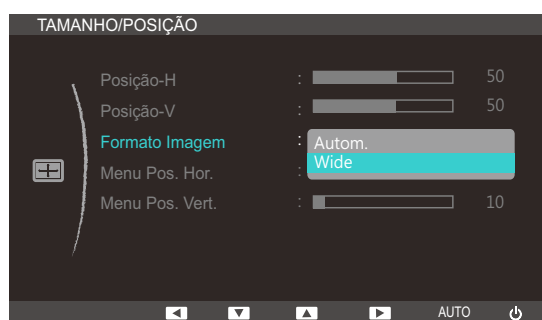 TAMANHO/POSIÇÃO
Posição-H : 50
Posição-V : 50
Formato Imagem : Autom.
Wide
Menu Pos. Hor. :
Menu Pos. Vert. : 10
AUTO